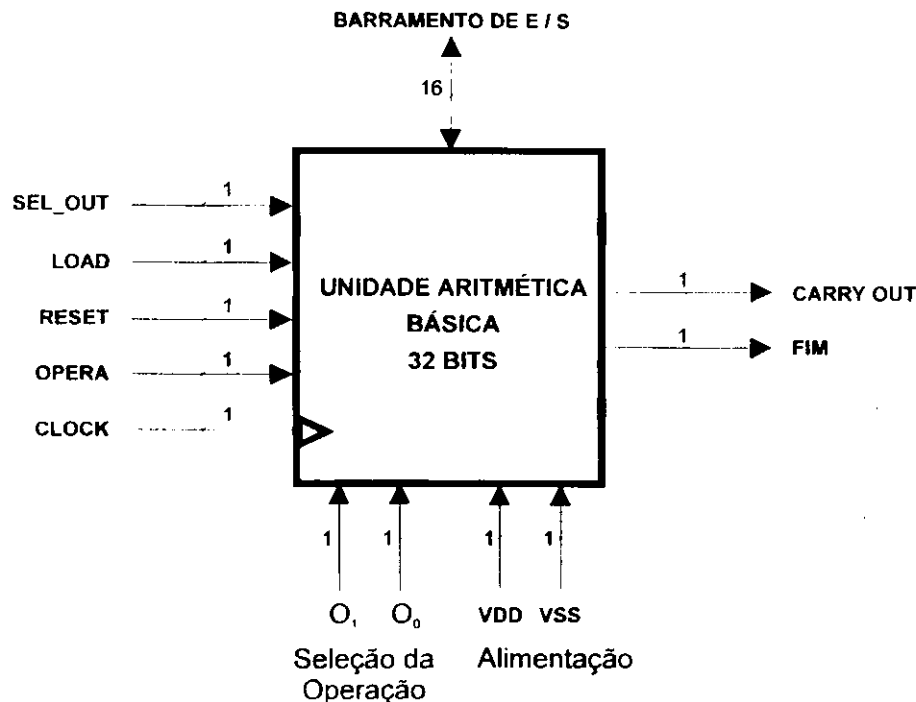 BARRAMENTO DE E / S
16
SEL_OUT 1
LOAD 1
RESET 1
OPERA 1
CLOCK 1
UNIDADE ARITMÉTICA
BÁSICA
32 BITS
1 CARRY OUT
1 FIM
1 1 1 1
O₁ O₀ VDD VSS
Seleção da Alimentação
Operação